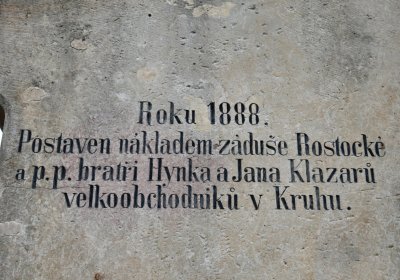 Roku 1888.
Postaven nákladem záduše Rostocké
a p.p. bratří Hynka a Jana Klazarů
velkoobchodníků v Kruhu.